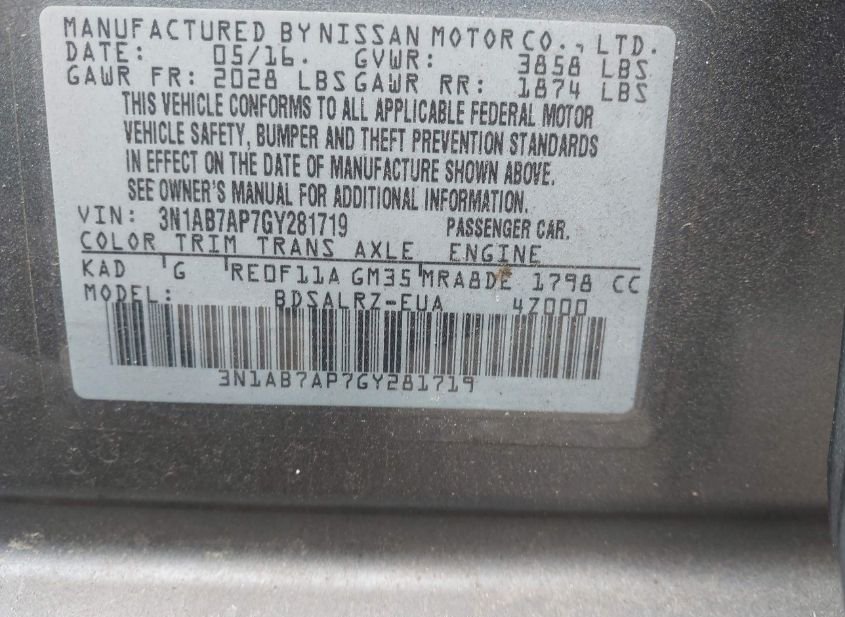 MANUFACTURED BY NISSAN MOTOR CO., LTD.
DATE: 05/16. GVWR: 3858 LBS
GAWR FR: 2028 LBS GAWR RR: 1874 LBS
THIS VEHICLE CONFORMS TO ALL APPLICABLE FEDERAL MOTOR
VEHICLE SAFETY, BUMPER AND THEFT PREVENTION STANDARDS
IN EFFECT ON THE DATE OF MANUFACTURE SHOWN ABOVE.
SEE OWNER'S MANUAL FOR ADDITIONAL INFORMATION.
VIN: 3N1AB7AP7GY281719 PASSENGER CAR.
COLOR TRIM TRANS AXLE ENGINE
KAD G RE0F11A GM35 MRA8DE 1798 CC
MODEL: BDSALRZ-EUA 4Z000
3N1AB7AP7GY281719